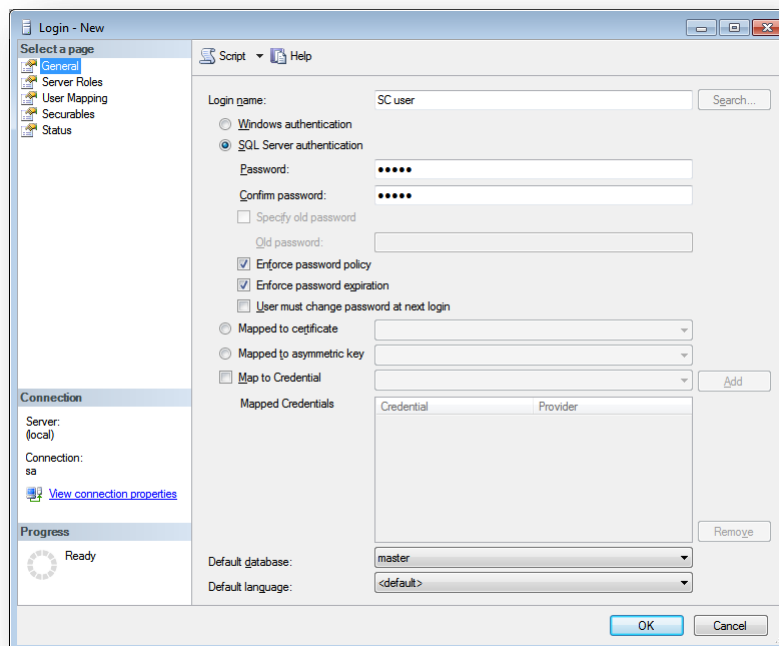 Login - New
Select a page
General
Server Roles
User Mapping
Securables
Status
Script Help
Login name: SC user Search...
Windows authentication
SQL Server authentication
Password: •••••
Confirm password: •••••
Specify old password
Old password:
Enforce password policy
Enforce password expiration
User must change password at next login
Mapped to certificate
Mapped to asymmetric key
Map to Credential Add
Mapped Credentials Credential Provider
Remove
Default database: master
Default language: <default>
Connection
Server:
(local)
Connection:
sa
View connection properties
Progress
Ready
OK Cancel